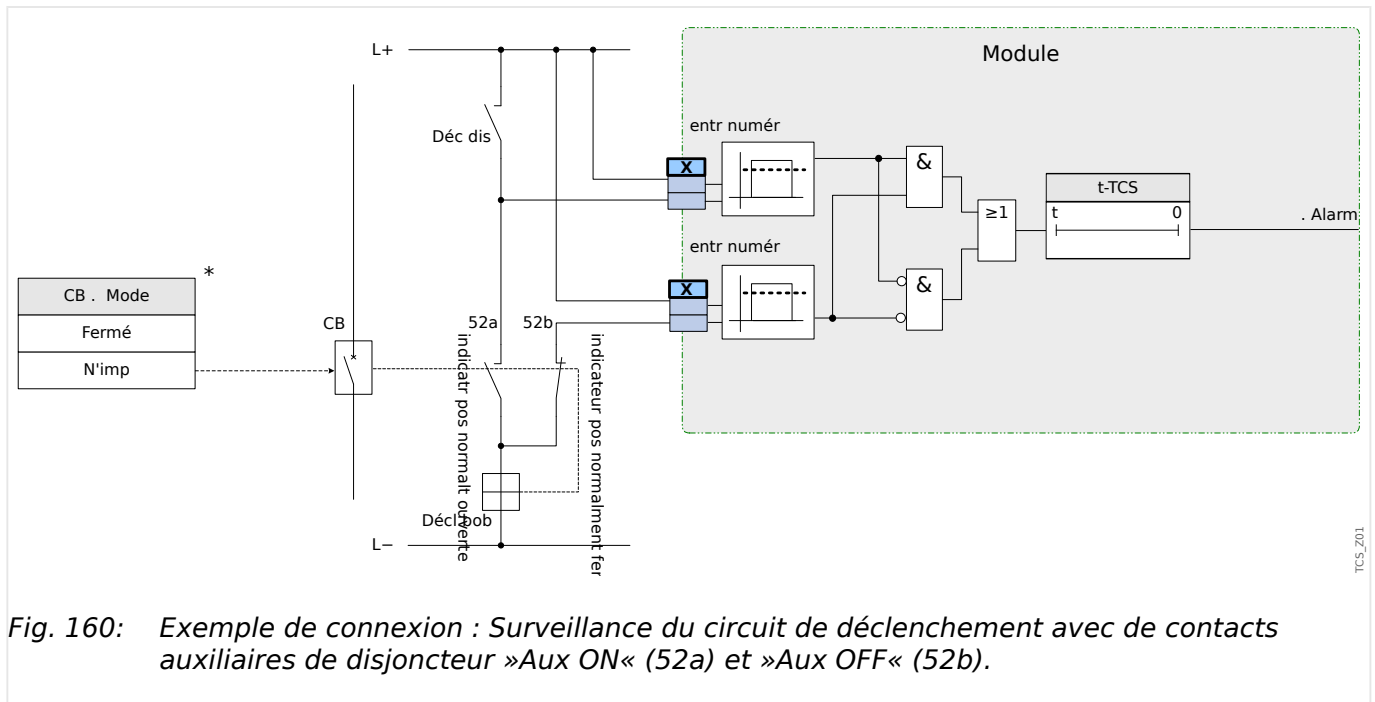 L+
Module
entr numér
Déc dis
X
&
t-TCS
≥1
t 0
. Alarm
entr numér
*
CB . Mode
X
&
Fermé
CB
52a 52b
N'imp
indicatr pos normalt ouverte
indicateur pos normalment fer
Décl bob
L−
TCS_Z01
Fig. 160: Exemple de connexion : Surveillance du circuit de déclenchement avec de contacts
auxiliaires de disjoncteur »Aux ON« (52a) et »Aux OFF« (52b).